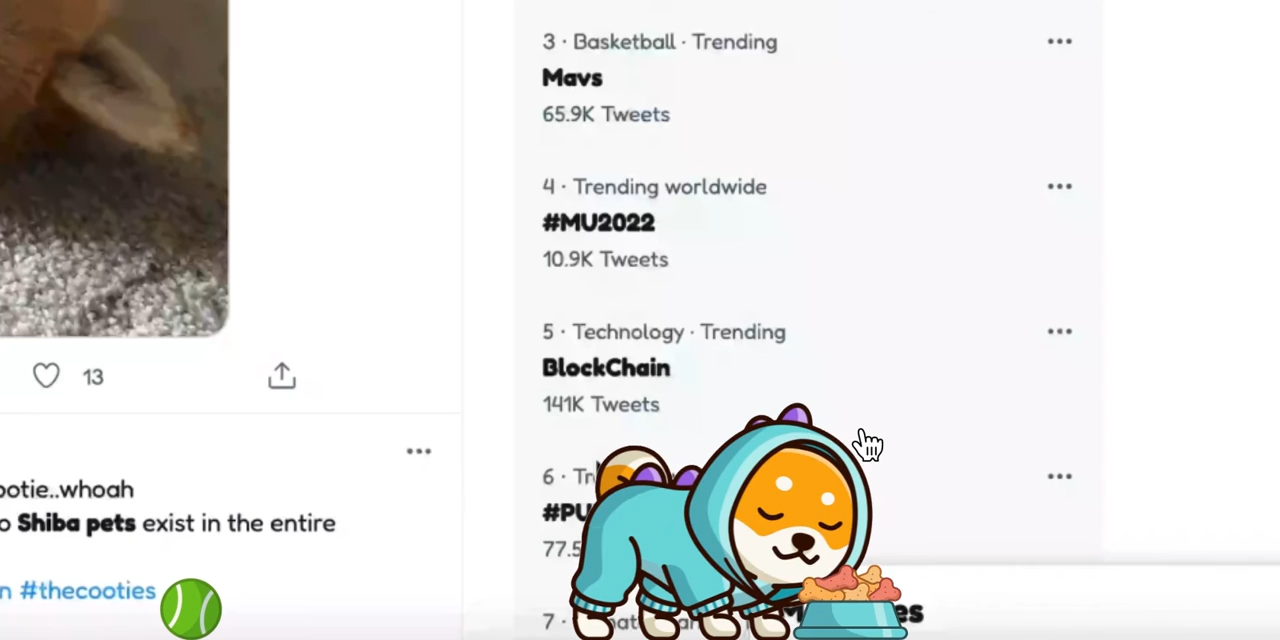 13
ootie..whoah
o Shiba pets exist in the entire
n #thecooties
3 · Basketball · Trending
Mavs
65.9K Tweets
4 · Trending worldwide
#MU2022
10.9K Tweets
5 · Technology · Trending
BlockChain
141K Tweets
6 ·
#PU
77.5
7 ·